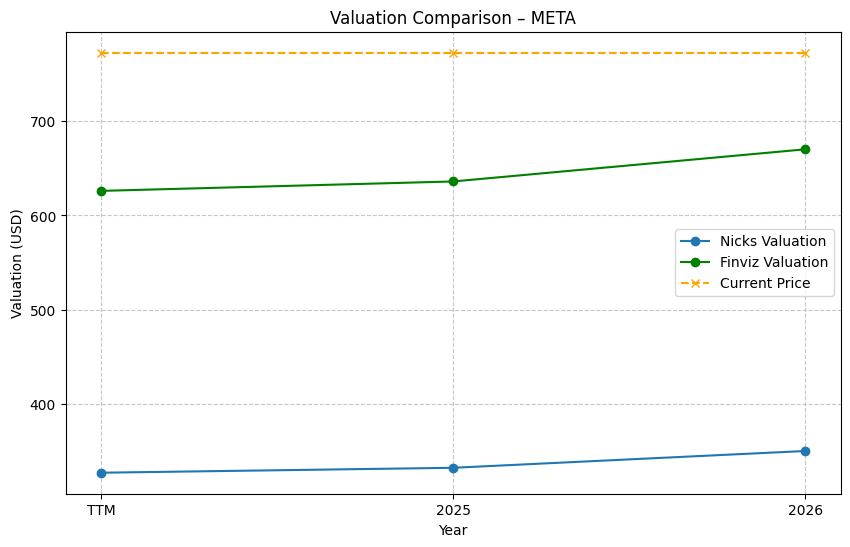 Valuation Comparison – META
Valuation (USD)
700
600
500
400
Nicks Valuation
Finviz Valuation
Current Price
TTM
2025
2026
Year